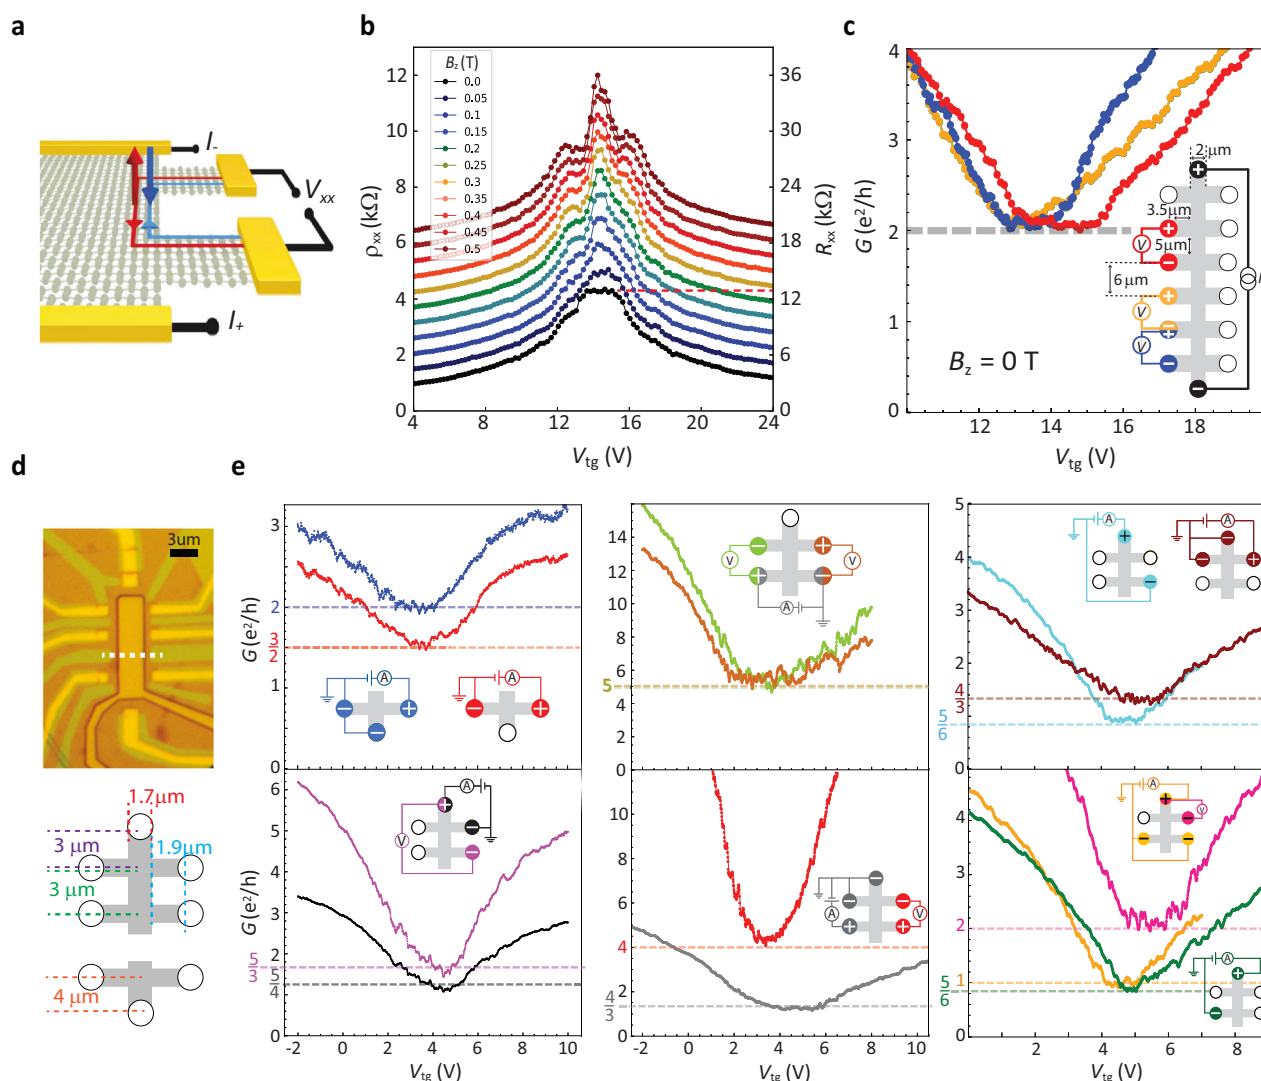 a
I-
Vxx
I+
b
Bz (T)
0.0
0.05
0.1
0.15
0.2
0.25
0.3
0.35
0.4
0.45
0.5
ρxx (kΩ)
12
10
8
6
4
2
0
Rxx (kΩ)
36
30
24
18
12
6
0
4 8 12 16 20 24
Vtg (V)
c
G (e²/h)
4
3
2
1
0
2 μm
3.5μm
5μm
6 μm
V
V
V
I
Bz = 0 T
12 14 16 18
Vtg (V)
d
3um
1.7μm
3 μm
1.9μm
3 μm
4 μm
e
G (e²/h)
3
2
3/2
1
0
A
A
14
12
10
8
6
5
4
2
0
V
V
A
5
4
3
2
4/3
1
5/6
0
A
A
G (e²/h)
6
5
4
3
2
5/3
5/4
1
0
A
V
-2 0 2 4 6 8 10
Vtg (V)
10
8
6
4
2
4/3
0
A
V
-2 0 2 4 6 8 10
Vtg (V)
4
3
2
1
5/6
0
A
V
A
2 4 6 8
Vtg (V)